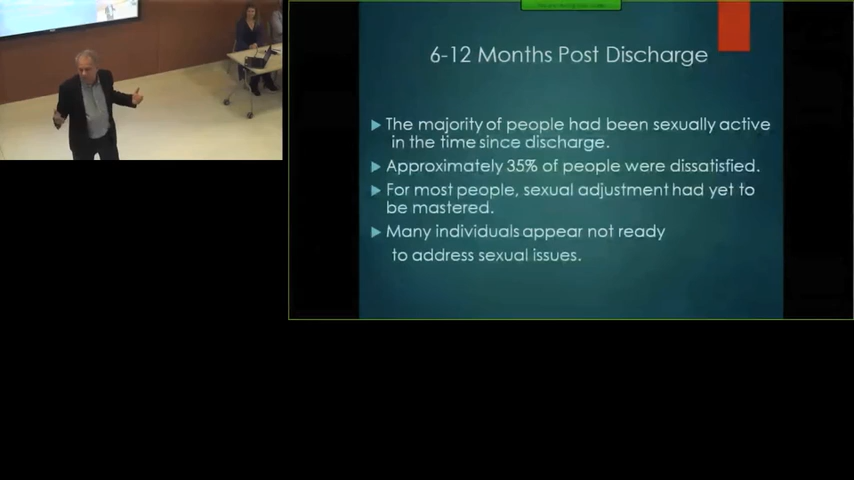 6-12 Months Post Discharge
The majority of people had been sexually active
in the time since discharge.
Approximately 35% of people were dissatisfied.
For most people, sexual adjustment had yet to
be mastered.
Many individuals appear not ready
to address sexual issues.